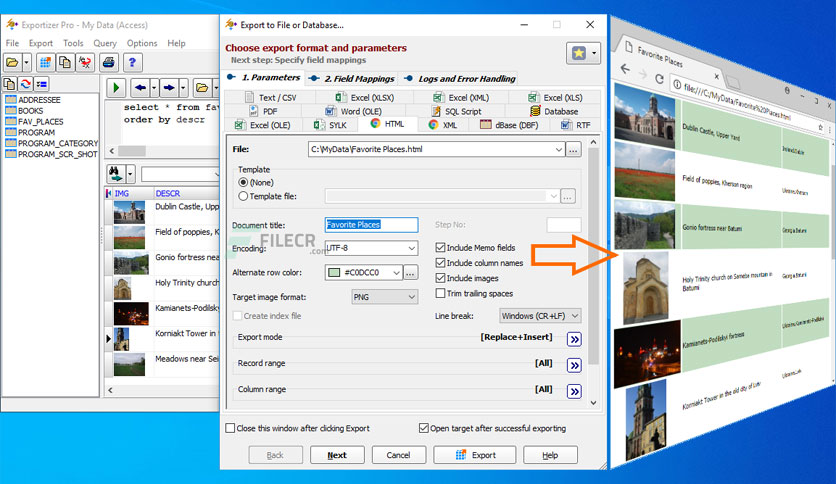 Exportizer Pro - My Data (Access)
File Export Tools Query Options Help
ADDRESSEE
BOOKS
FAV_PLACES
PROGRAM
PROGRAM_CATEGORY
PROGRAM_SCR_SHOT
select * from fav
order by descr
IMG DESCR
Dublin Castle, Upp
Field of poppies, K
Gonio fortress nea
Holy Trinity church
Kamianets-Podilsky
Korniakt Tower in t
Meadows near Sei
Export to File or Database...
Choose export format and parameters
Next step: Specify field mappings
1. Parameters 2. Field Mappings Logs and Error Handling
Text / CSV Excel (XLSX) Excel (XML) Excel (XLS)
PDF Word (OLE) SQL Script Database
Excel (OLE) SYLK HTML XML dBase (DBF) RTF
File: C:\MyData\Favorite Places.html
Template
(None)
Template file:
Document title: Favorite Places Step No:
FILECR
.com
Encoding: UTF-8
Include Memo fields
Include column names
Alternate row color: #C0DCC0
Include images
Target image format: PNG
Trim trailing spaces
Create index file
Line break: Windows (CR+LF)
Export mode [Replace+Insert]
Record range [All]
Column range [All]
Close this window after clicking Export
Open target after successful exporting
Back Next Cancel Export Help
Favorite Places
file:///C:/MyData/Favorite%20Places.html
Dublin Castle, Upper Yard
Ireland, Dublin
Field of poppies, Kherson region
Ukraine, Kherson
Gonio fortress near Batumi
Georgia, Batumi
Holy Trinity church on Sameba mountain in Batumi
Georgia, Batumi
Kamianets-Podilskyi fortress
Ukraine, Kamianets-Podilskyi
Korniakt Tower in the old city of Lviv
Ukraine, Lviv